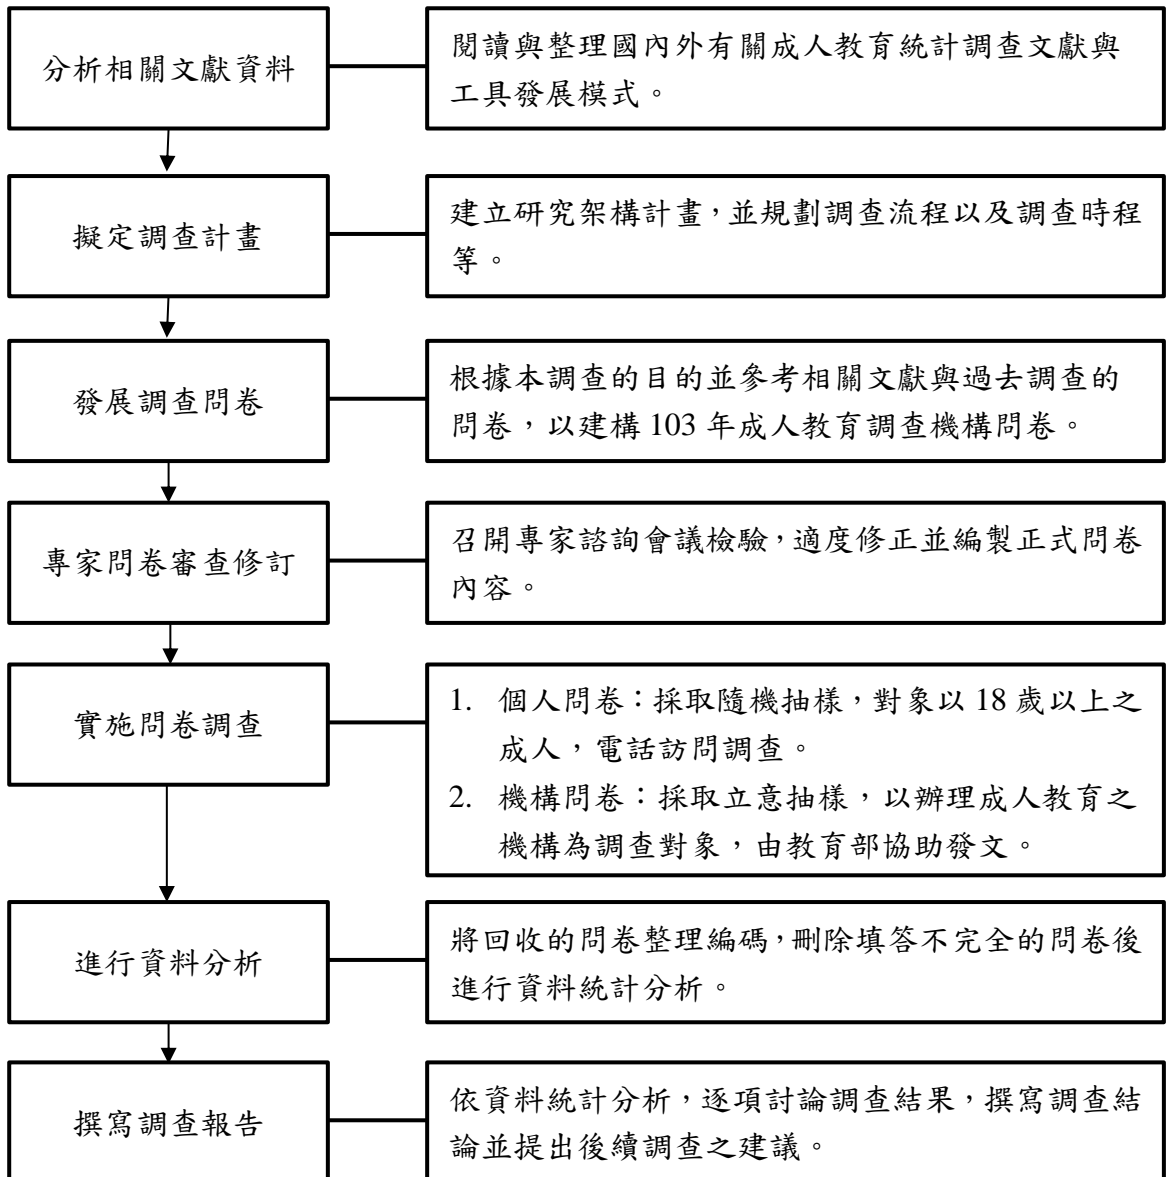 分析相關文獻資料
閱讀與整理國內外有關成人教育統計調查文獻與
工具發展模式。
擬定調查計畫
建立研究架構計畫，並規劃調查流程以及調查時程
等。
發展調查問卷
根據本調查的目的並參考相關文獻與過去調查的
問卷，以建構 103 年成人教育調查機構問卷。
專家問卷審查修訂
召開專家諮詢會議檢驗，適度修正並編製正式問卷
內容。
實施問卷調查
1. 個人問卷：採取隨機抽樣，對象以 18 歲以上之
成人，電話訪問調查。
2. 機構問卷：採取立意抽樣，以辦理成人教育之
機構為調查對象，由教育部協助發文。
進行資料分析
將回收的問卷整理編碼，刪除填答不完全的問卷後
進行資料統計分析。
撰寫調查報告
依資料統計分析，逐項討論調查結果，撰寫調查結
論並提出後續調查之建議。